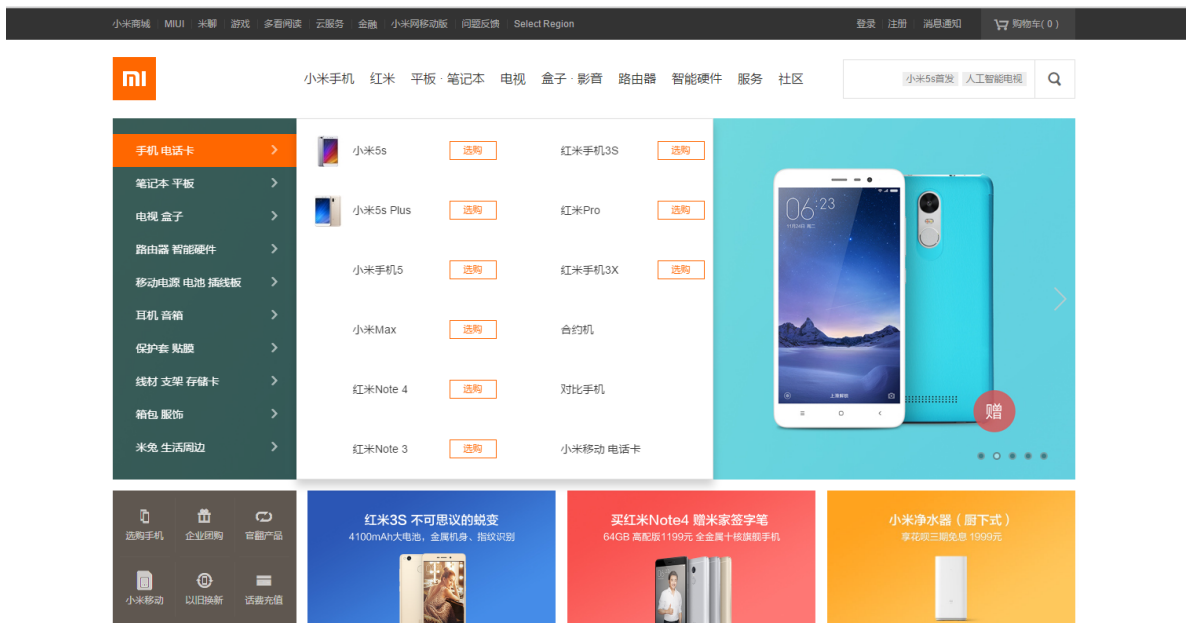 小米商城 MIUI 米聊 游戏 多看阅读 云服务 金融 小米网移动版 问题反馈 Select Region 登录 注册 消息通知 购物车( 0 )
小米手机 红米 平板 · 笔记本 电视 盒子 · 影音 路由器 智能硬件 服务 社区 小米5s首发 人工智能电视
手机 电话卡
笔记本 平板
电视 盒子
路由器 智能硬件
移动电源 电池 插线板
耳机 音箱
保护套 贴膜
线材 支架 存储卡
箱包 服饰
米兔 生活周边
小米5s 选购 红米手机3S 选购
小米5s Plus 选购 红米Pro 选购
小米手机5 选购 红米手机3X 选购
小米Max 选购 合约机
红米Note 4 选购 对比手机
红米Note 3 选购 小米移动 电话卡
06:23
赠
选购手机 企业团购 官翻产品
小米移动 以旧换新 话费充值
红米3S 不可思议的蜕变
4100mAh大电池，金属机身、指纹识别
买红米Note4 赠米家签字笔
64GB 高配版1199元 全金属十核旗舰手机
小米净水器（厨下式）
享花呗三期免息 1999元